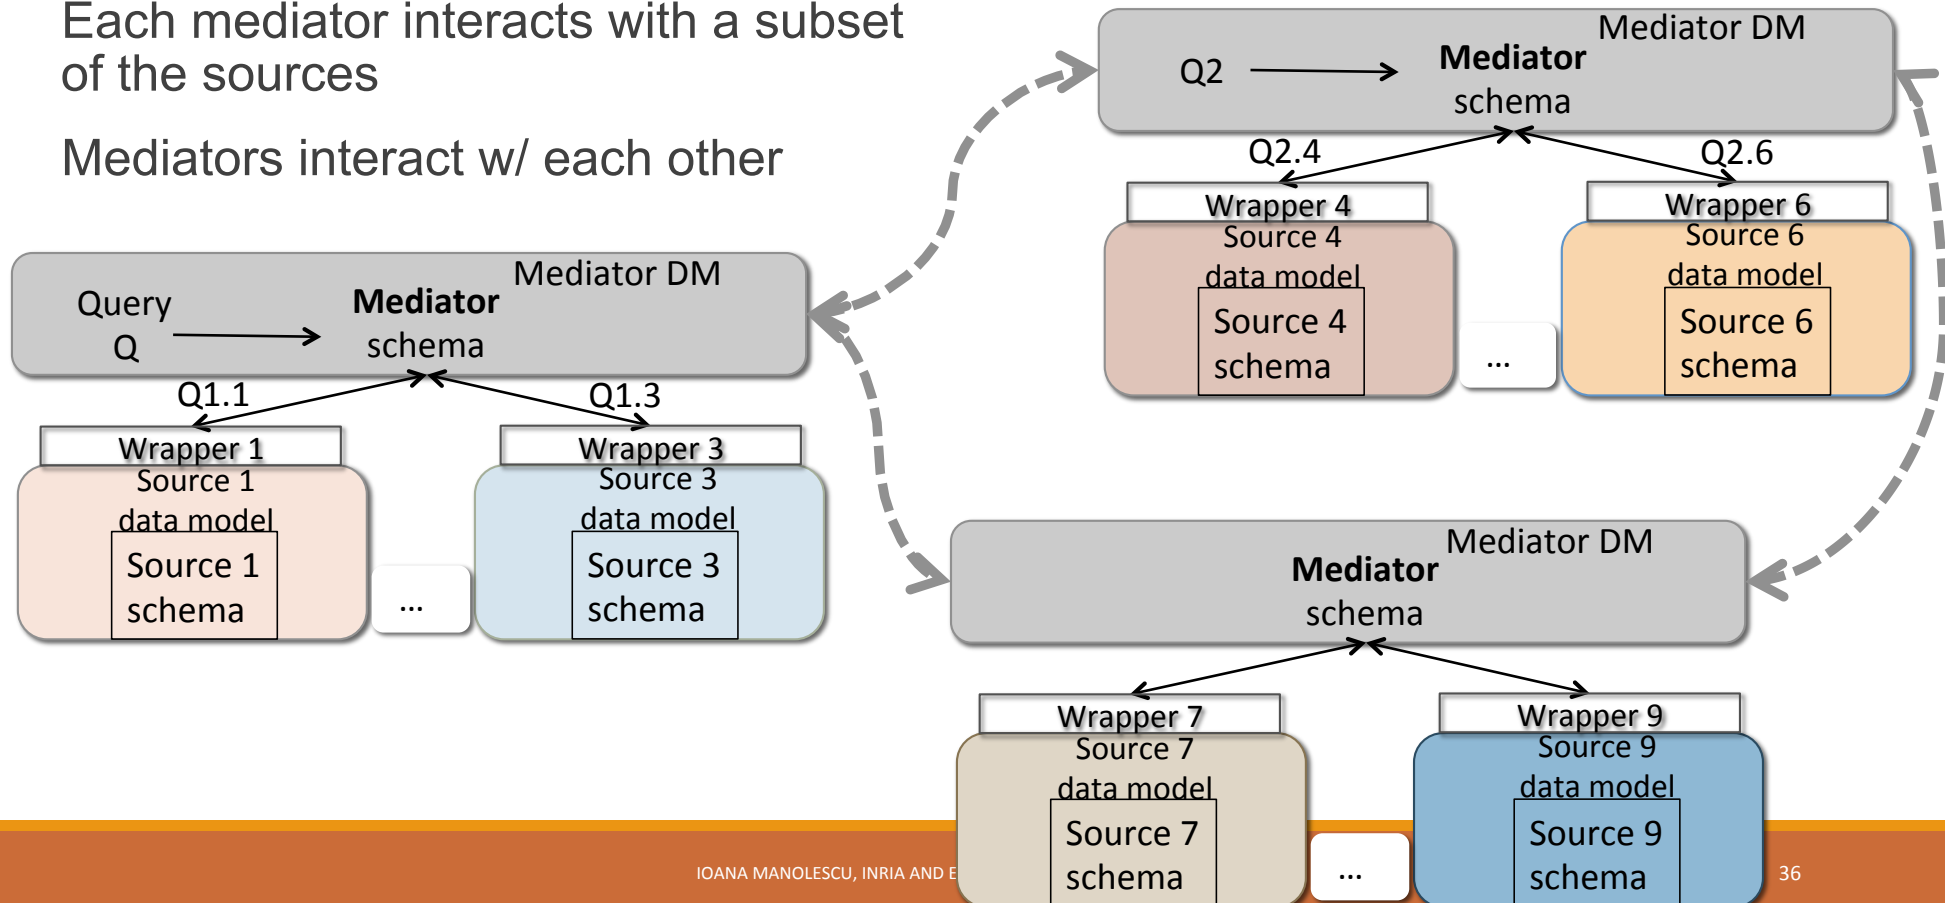 Each mediator interacts with a subset
of the sources
Mediators interact w/ each other
Mediator DM
Q2
Mediator
schema
Q2.4
Q2.6
Wrapper 4
Source 4
data model
Source 4
schema
...
Wrapper 6
Source 6
data model
Source 6
schema
Mediator DM
Query
Q
Mediator
schema
Q1.1
Q1.3
Wrapper 1
Source 1
data model
Source 1
schema
...
Wrapper 3
Source 3
data model
Source 3
schema
Mediator DM
Mediator
schema
Wrapper 7
Source 7
data model
Source 7
schema
...
Wrapper 9
Source 9
data model
Source 9
schema
IOANA MANOLESCU, INRIA AND
36